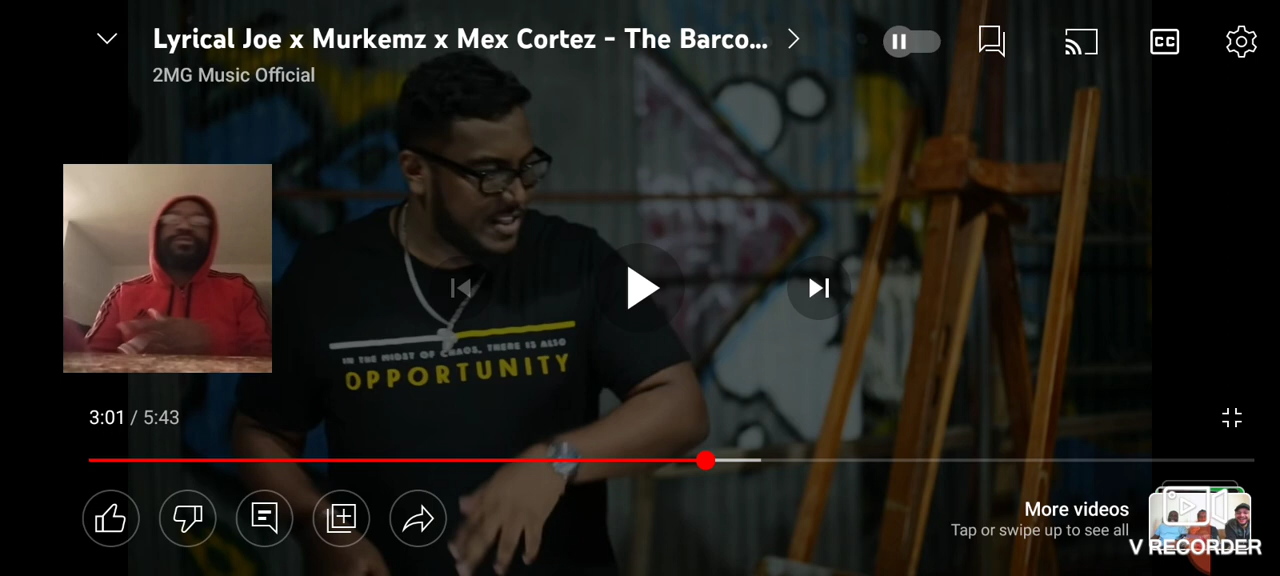 Lyrical Joe x Murkemz x Mex Cortez - The Barco...
2MG Music Official
CC
IN THE MIDST OF CHAOS, THERE IS ALSO
OPPORTUNITY
3:01 / 5:43
More videos
Tap or swipe up to see all
V RECORDER